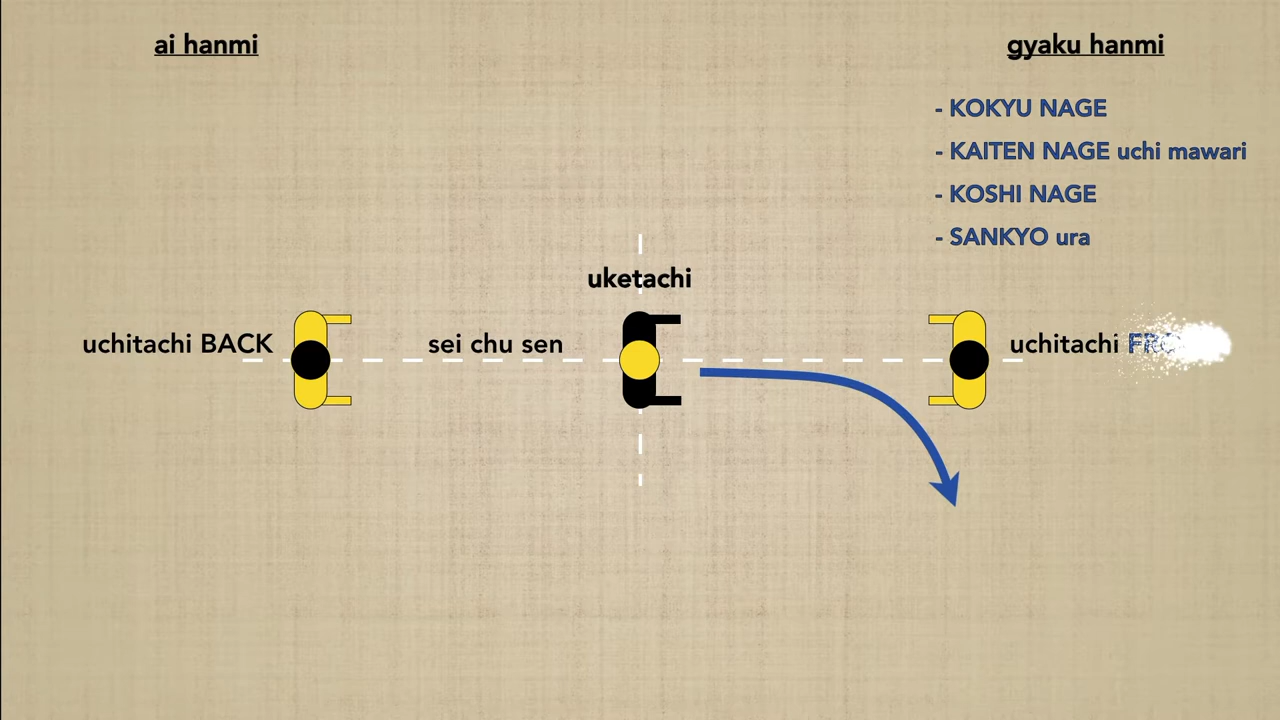 ai hanmi
gyaku hanmi
- KOKYU NAGE
- KAITEN NAGE uchi mawari
- KOSHI NAGE
- SANKYO ura
uketachi
uchitachi BACK
sei chu sen
uchitachi